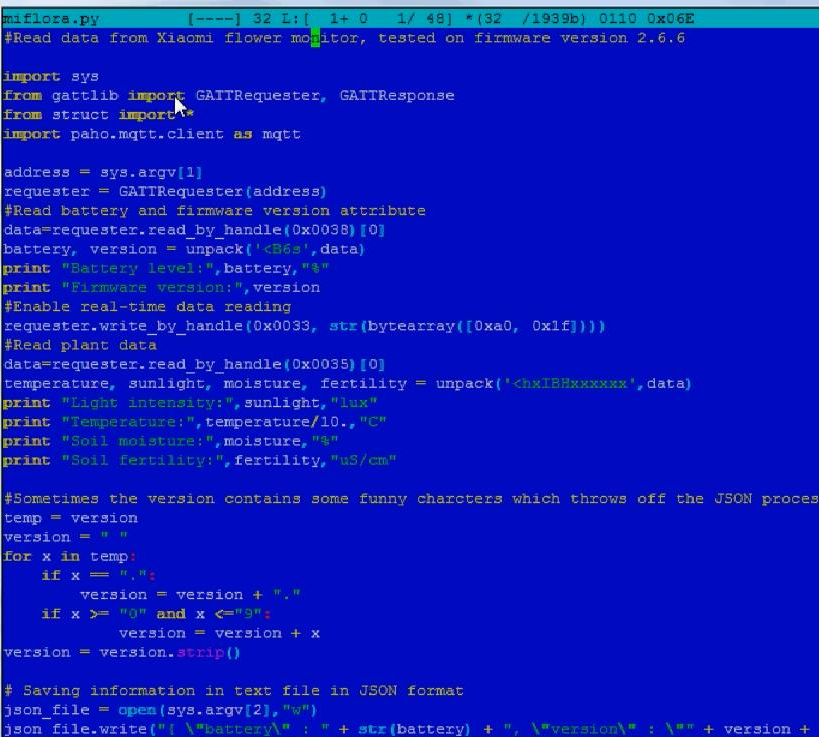 miflora.py [----] 32 L:[ 1+ 0 1/ 48] *(32 /1939b) 0110 0x06E
#Read data from Xiaomi flower monitor, tested on firmware version 2.6.6
import sys
from gattlib import GATTRequester, GATTResponse
from struct import *
import paho.mqtt.client as mqtt
address = sys.argv[1]
requester = GATTRequester(address)
#Read battery and firmware version attribute
data=requester.read_by_handle(0x0038)[0]
battery, version = unpack('<B6s',data)
print "Battery level:",battery,"%"
print "Firmware version:",version
#Enable real-time data reading
requester.write_by_handle(0x0033, str(bytearray([0xa0, 0x1f])))
#Read plant data
data=requester.read_by_handle(0x0035)[0]
temperature, sunlight, moisture, fertility = unpack('<hxIBHxxxxxx',data)
print "Light intensity:",sunlight,"lux"
print "Temperature:",temperature/10.,"C"
print "Soil moisture:",moisture,"%"
print "Soil fertility:",fertility,"uS/cm"
#Sometimes the version contains some funny charcters which throws off the JSON proces
temp = version
version = " "
for x in temp:
    if x == ".":
        version = version + "."
    if x >= "0" and x <="9":
            version = version + x
version = version.strip()
# Saving information in text file in JSON format
json_file = open(sys.argv[2],"w")
json_file.write("{ \"battery\" : " + str(battery) + ", \"version\" : \"" + version +